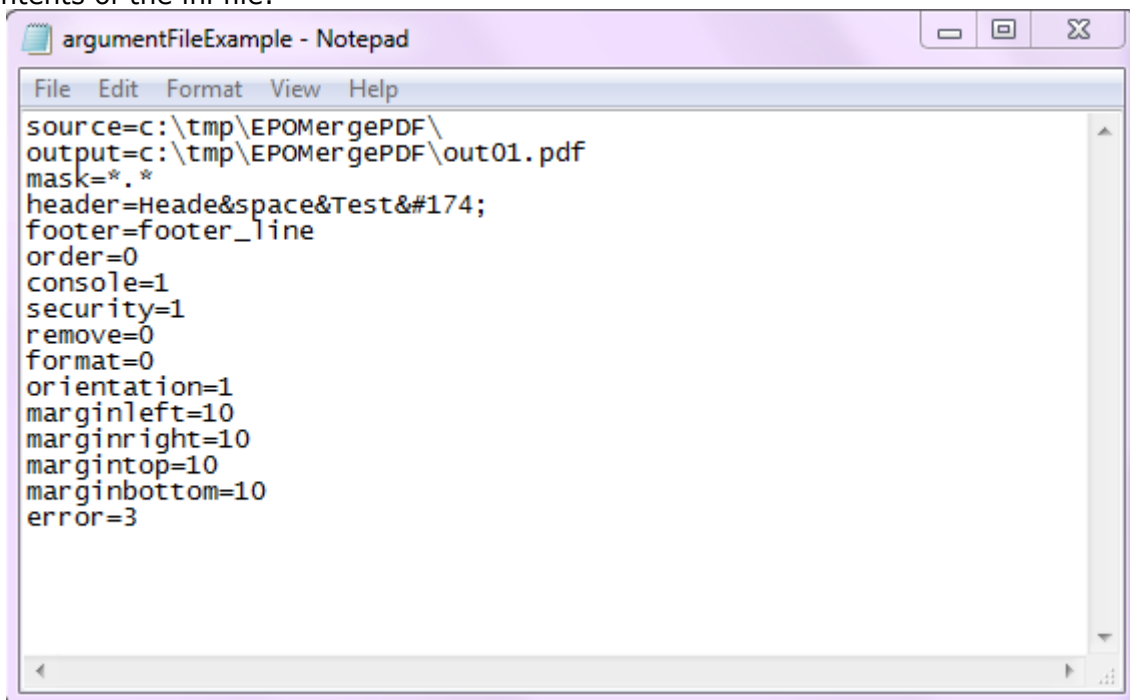 ntents of the ini file:
argumentFileExample - Notepad
File Edit Format View Help
source=c:\tmp\EPOMergePDF\
output=c:\tmp\EPOMergePDF\out01.pdf
mask=*.*
header=Heade&space&Test&#174;
footer=footer_line
order=0
console=1
security=1
remove=0
format=0
orientation=1
marginleft=10
marginright=10
margintop=10
marginbottom=10
error=3